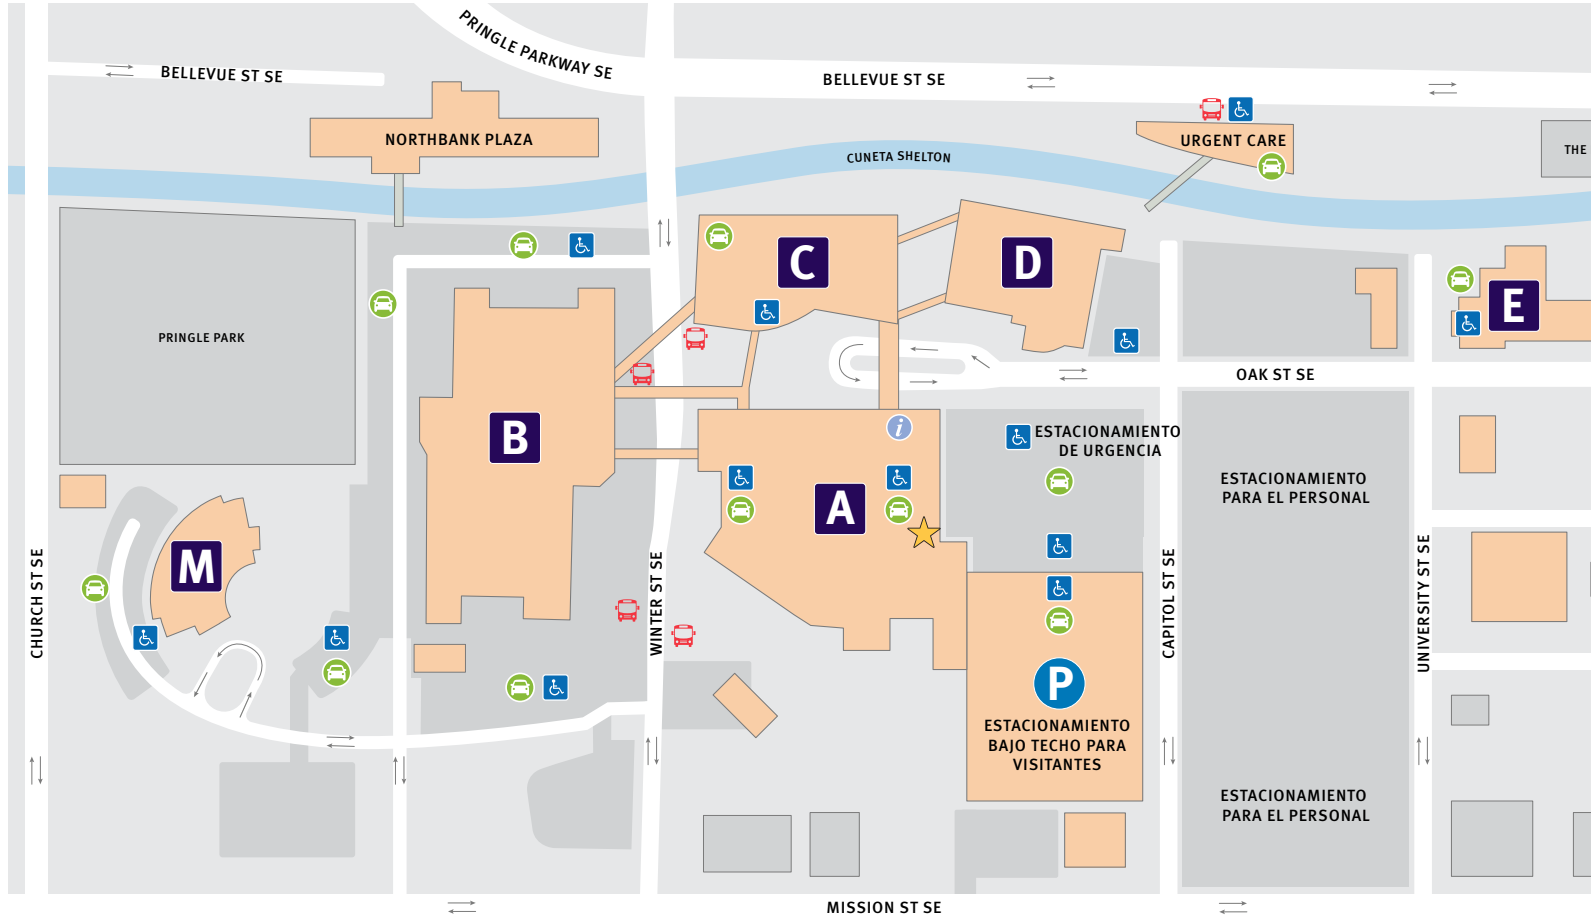 PRINGLE PARKWAY SE
BELLEVUE ST SE
BELLEVUE ST SE
NORTHBANK PLAZA
URGENT CARE
CUNETA SHELTON
THE
C
D
E
PRINGLE PARK
OAK ST SE
B
i
ESTACIONAMIENTO
DE URGENCIA
A
ESTACIONAMIENTO
PARA EL PERSONAL
M
CHURCH ST SE
WINTER ST SE
CAPITOL ST SE
UNIVERSITY ST SE
P
ESTACIONAMIENTO
BAJO TECHO PARA
VISITANTES
ESTACIONAMIENTO
PARA EL PERSONAL
MISSION ST SE